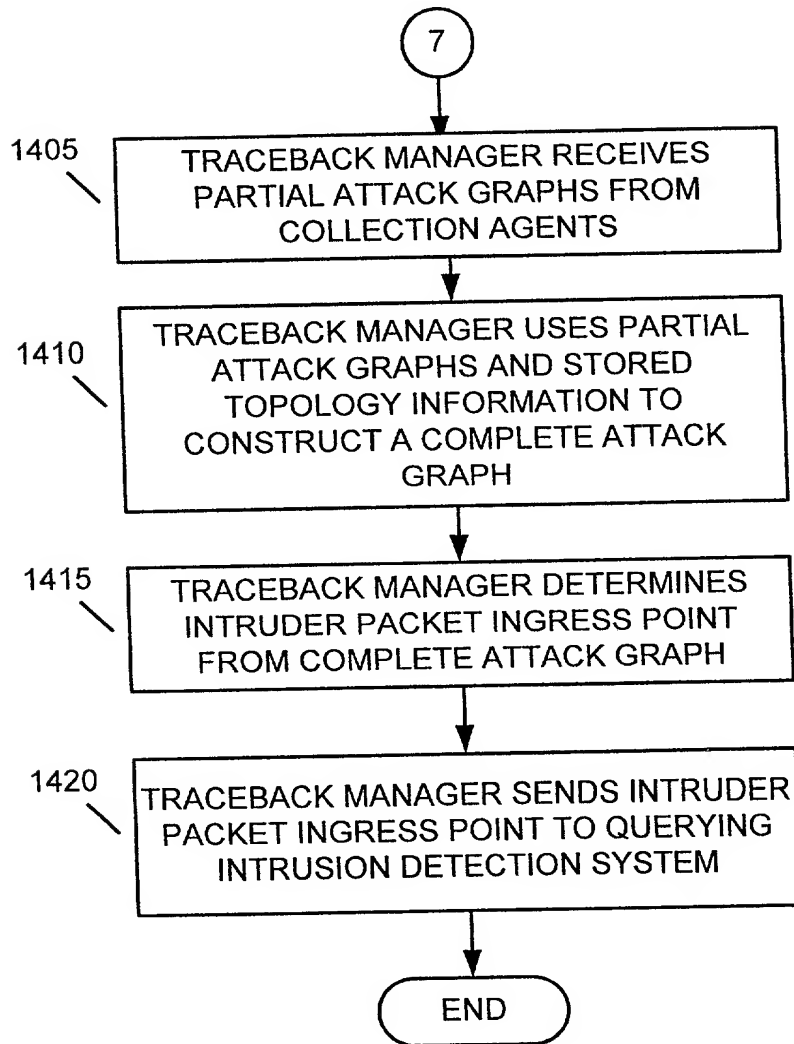 7
1405
TRACEBACK MANAGER RECEIVES
PARTIAL ATTACK GRAPHS FROM
COLLECTION AGENTS
1410
TRACEBACK MANAGER USES PARTIAL
ATTACK GRAPHS AND STORED
TOPOLOGY INFORMATION TO
CONSTRUCT A COMPLETE ATTACK
GRAPH
1415
TRACEBACK MANAGER DETERMINES
INTRUDER PACKET INGRESS POINT
FROM COMPLETE ATTACK GRAPH
1420
TRACEBACK MANAGER SENDS INTRUDER
PACKET INGRESS POINT TO QUERYING
INTRUSION DETECTION SYSTEM
END